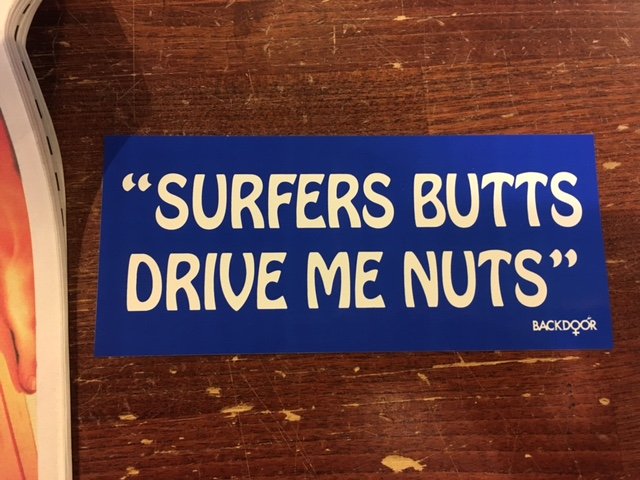 “SURFERS BUTTS
DRIVE ME NUTS”
BACKDOOR